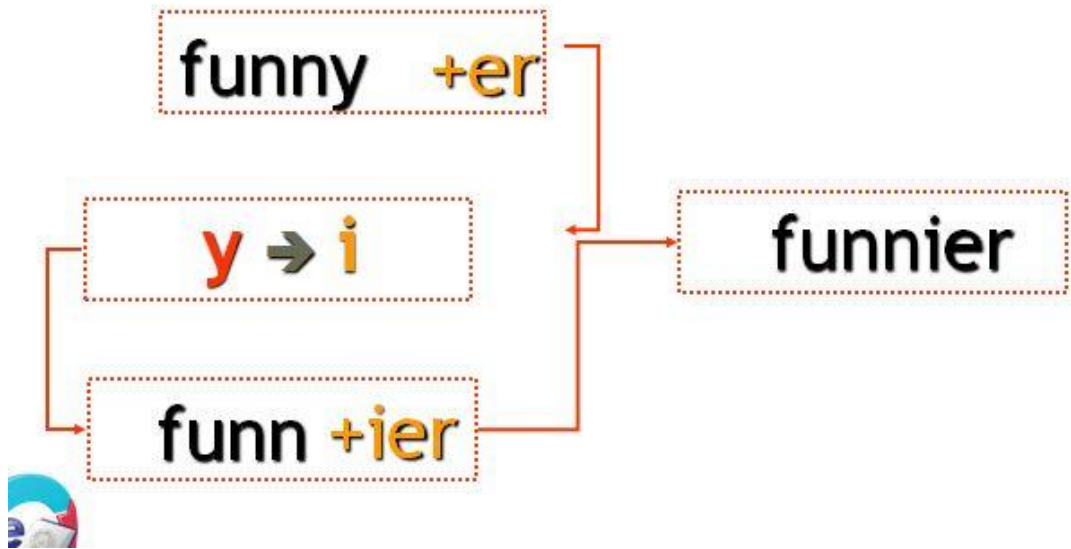 funny +er
y → i
funn +ier
funnier